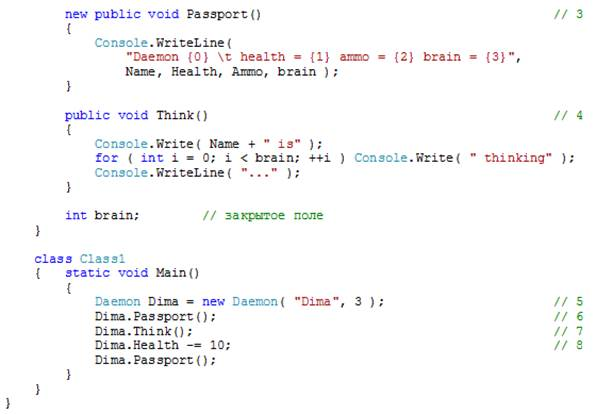 new public void Passport() // 3
{
Console.WriteLine(
"Daemon {0} \t health = {1} ammo = {2} brain = {3}",
Name, Health, Ammo, brain );
}
public void Think() // 4
{
Console.Write( Name + " is" );
for ( int i = 0; i < brain; ++i ) Console.Write( " thinking" );
Console.WriteLine( "..." );
}
int brain; // закрытое поле
}
class Class1
{ static void Main()
{
Daemon Dima = new Daemon( "Dima", 3 ); // 5
Dima.Passport(); // 6
Dima.Think(); // 7
Dima.Health -= 10; // 8
Dima.Passport();
}
}
}